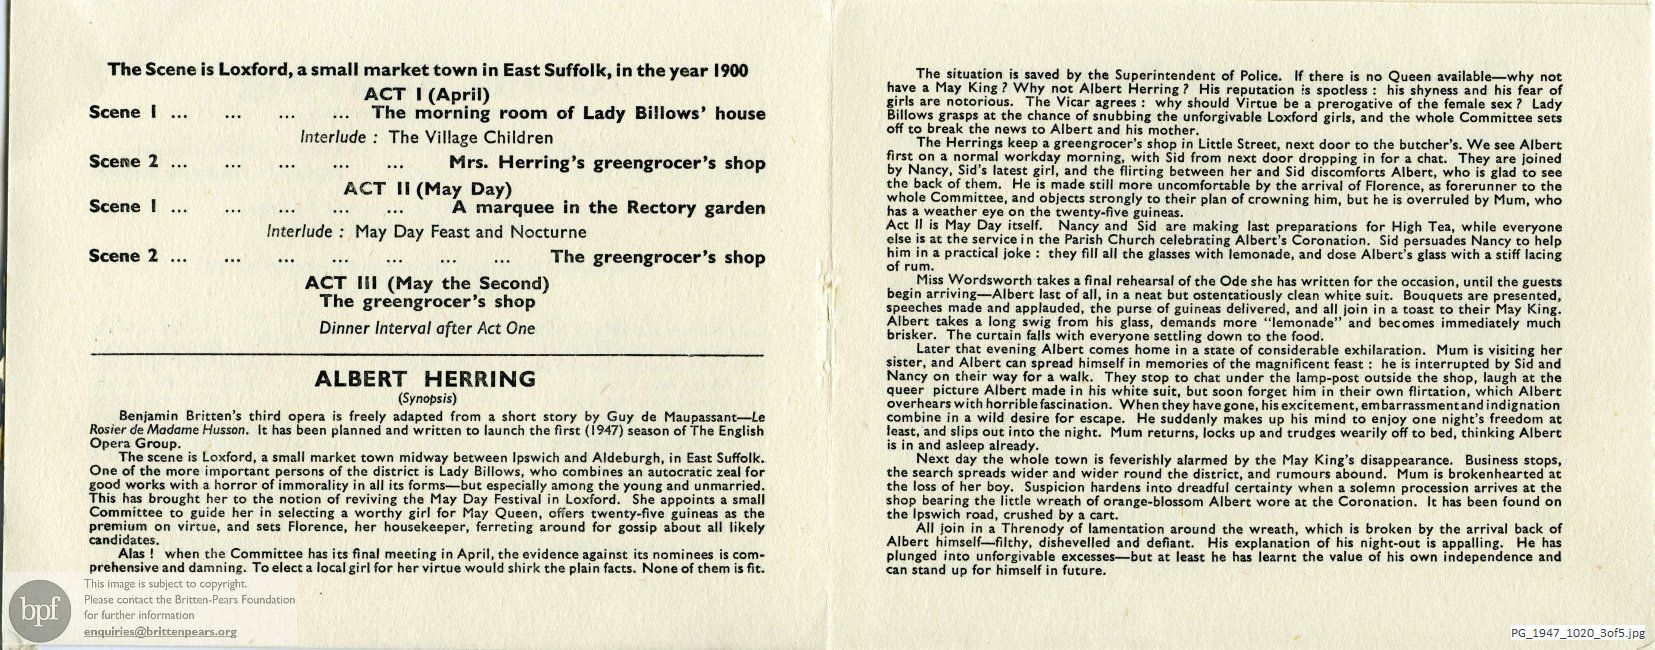 The Scene is Loxford, a small market town in East Suffolk, in the year 1900
ACT I (April)
Scene I ... ... ... ... The morning room of Lady Billows' house
Interlude : The Village Children
Scene 2 ... ... ... ... ... Mrs. Herring's greengrocer's shop
ACT II (May Day)
Scene I ... ... ... ... ... A marquee in the Rectory garden
Interlude : May Day Feast and Nocturne
Scene 2 ... ... ... ... ... ... ... The greengrocer's shop
ACT III (May the Second)
The greengrocer's shop
Dinner Interval after Act One
ALBERT HERRING
(Synopsis)
Benjamin Britten's third opera is freely adapted from a short story by Guy de Maupassant—Le
Rosier de Madame Husson. It has been planned and written to launch the first (1947) season of The English
Opera Group.
The scene is Loxford, a small market town midway between Ipswich and Aldeburgh, in East Suffolk.
One of the more important persons of the district is Lady Billows, who combines an autocratic zeal for
good works with a horror of immorality in all its forms—but especially among the young and unmarried.
This has brought her to the notion of reviving the May Day Festival in Loxford. She appoints a small
Committee to guide her in selecting a worthy girl for May Queen, offers twenty-five guineas as the
premium on virtue, and sets Florence, her housekeeper, ferreting around for gossip about all likely
candidates.
Alas ! when the Committee has its final meeting in April, the evidence against its nominees is com-
prehensive and damning. To elect a local girl for her virtue would shirk the plain facts. None of them is fit.
The situation is saved by the Superintendent of Police. If there is no Queen available—why not
have a May King ? Why not Albert Herring ? His reputation is spotless : his shyness and his fear of
girls are notorious. The Vicar agrees : why should Virtue be a prerogative of the female sex ? Lady
Billows grasps at the chance of snubbing the unforgivable Loxford girls, and the whole Committee sets
off to break the news to Albert and his mother.
The Herrings keep a greengrocer's shop in Little Street, next door to the butcher's. We see Albert
first on a normal workday morning, with Sid from next door dropping in for a chat. They are joined
by Nancy, Sid's latest girl, and the flirting between her and Sid discomforts Albert, who is glad to see
the back of them. He is made still more uncomfortable by the arrival of Florence, as forerunner to the
whole Committee, and objects strongly to their plan of crowning him, but he is overruled by Mum, who
has a weather eye on the twenty-five guineas.
Act II is May Day itself. Nancy and Sid are making last preparations for High Tea, while everyone
else is at the service in the Parish Church celebrating Albert's Coronation. Sid persuades Nancy to help
him in a practical joke : they fill all the glasses with lemonade, and dose Albert's glass with a stiff lacing
of rum.
Miss Wordsworth takes a final rehearsal of the Ode she has written for the occasion, until the guests
begin arriving—Albert last of all, in a neat but ostentatiously clean white suit. Bouquets are presented,
speeches made and applauded, the purse of guineas delivered, and all join in a toast to their May King.
Albert takes a long swig from his glass, demands more "lemonade" and becomes immediately much
brisker. The curtain falls with everyone settling down to the food.
Later that evening Albert comes home in a state of considerable exhilaration. Mum is visiting her
sister, and Albert can spread himself in memories of the magnificent feast : he is interrupted by Sid and
Nancy on their way for a walk. They stop to chat under the lamp-post outside the shop, laugh at the
queer picture Albert made in his white suit, but soon forget him in their own flirtation, which Albert
overhears with horrible fascination. When they have gone, his excitement, embarrassment and indignation
combine in a wild desire for escape. He suddenly makes up his mind to enjoy one night's freedom at
least, and slips out into the night. Mum returns, locks up and trudges wearily off to bed, thinking Albert
is in and asleep already.
Next day the whole town is feverishly alarmed by the May King's disappearance. Business stops,
the search spreads wider and wider round the district, and rumours abound. Mum is brokenhearted at
the loss of her boy. Suspicion hardens into dreadful certainty when a solemn procession arrives at the
shop bearing the little wreath of orange-blossom Albert wore at the Coronation. It has been found on
the Ipswich road, crushed by a cart.
All join in a Threnody of lamentation around the wreath, which is broken by the arrival back of
Albert himself—filthy, dishevelled and defiant. His explanation of his night-out is appalling. He has
plunged into unforgivable excesses—but at least he has learnt the value of his own independence and
can stand up for himself in future.
bpf
This image is subject to copyright.
Please contact the Britten-Pears Foundation
for further information
enquiries@brittenpears.org
PG_1947_1020_3of5.jpg